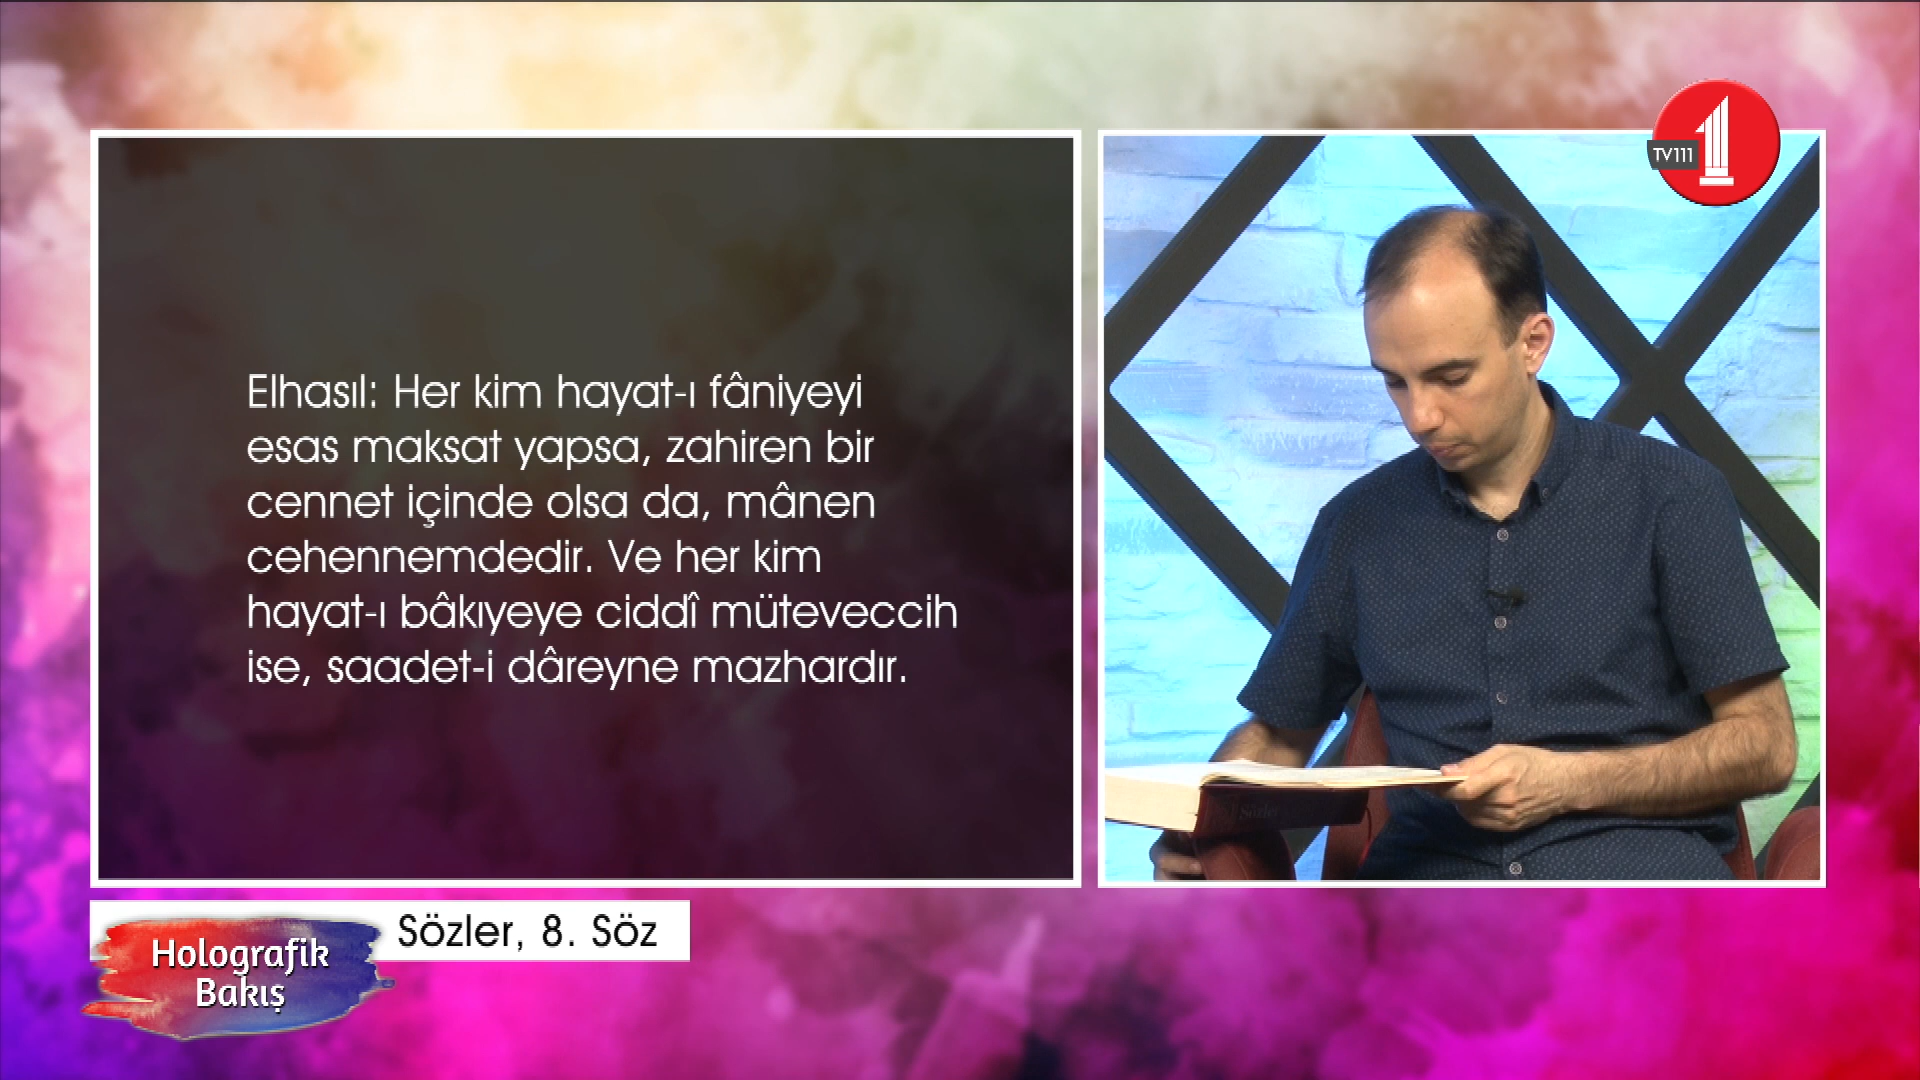 TV111
Elhasıl: Her kim hayat-ı fâniyeyi
esas maksat yapsa, zahiren bir
cennet içinde olsa da, mânen
cehennemdedir. Ve her kim
hayat-ı bâkıyeye ciddî müteveccih
ise, saadet-i dâreyne mazhardır.
Sözler
Sözler, 8. Söz
Holografik
Bakış